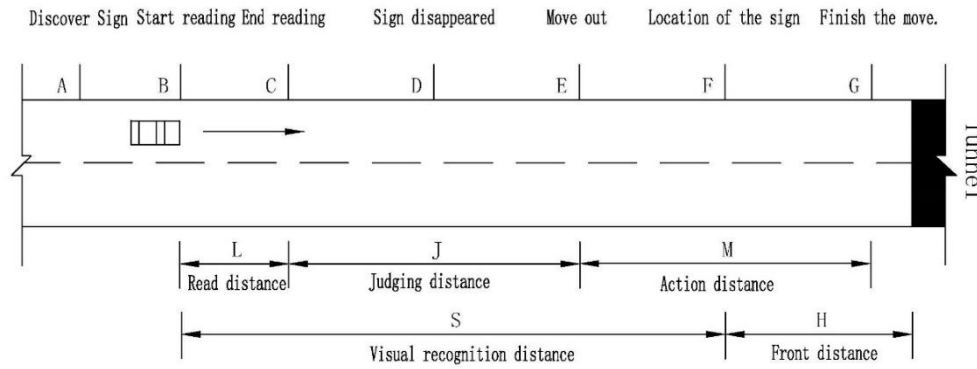 Discover Sign Start reading End reading Sign disappeared Move out Location of the sign Finish the move.
A B C D E F G
Tunnel
L J M
Read distance Judging distance Action distance
S H
Visual recognition distance Front distance